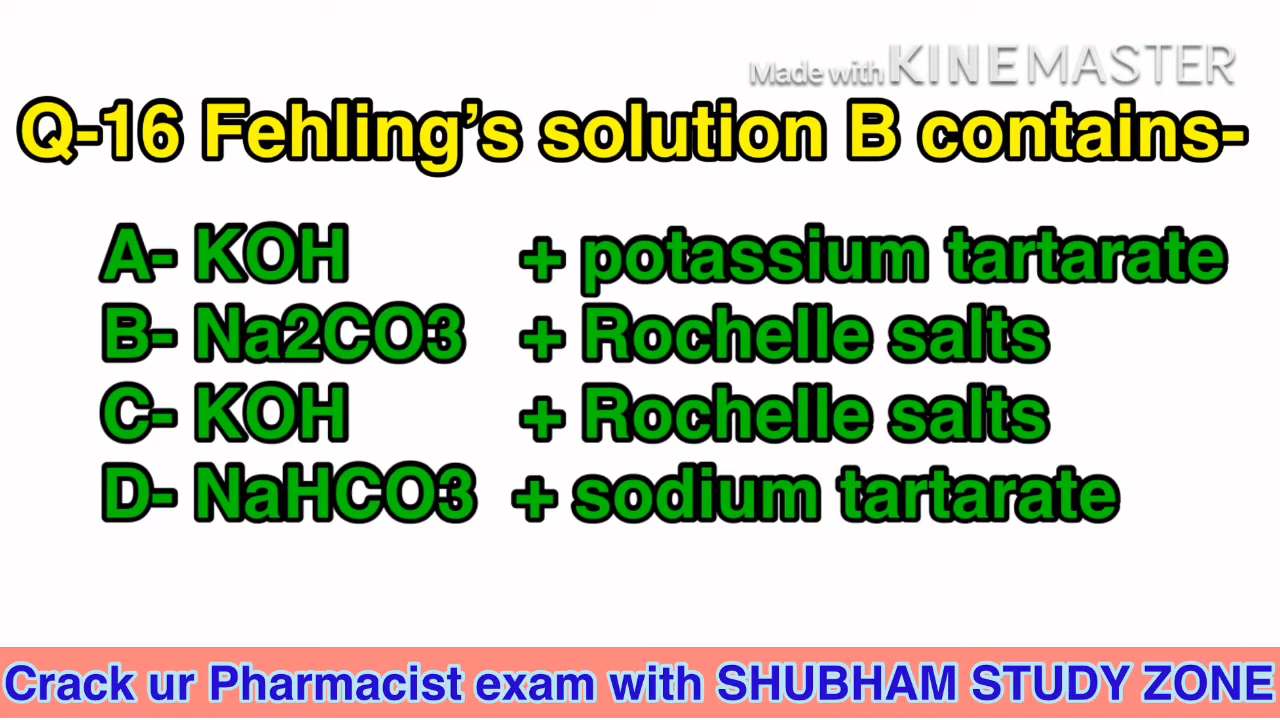 Made with KINEMASTER
Q-16 Fehling’s solution B contains-
A- KOH + potassium tartarate
B- Na2CO3 + Rochelle salts
C- KOH + Rochelle salts
D- NaHCO3 + sodium tartarate
Crack ur Pharmacist exam with SHUBHAM STUDY ZONE